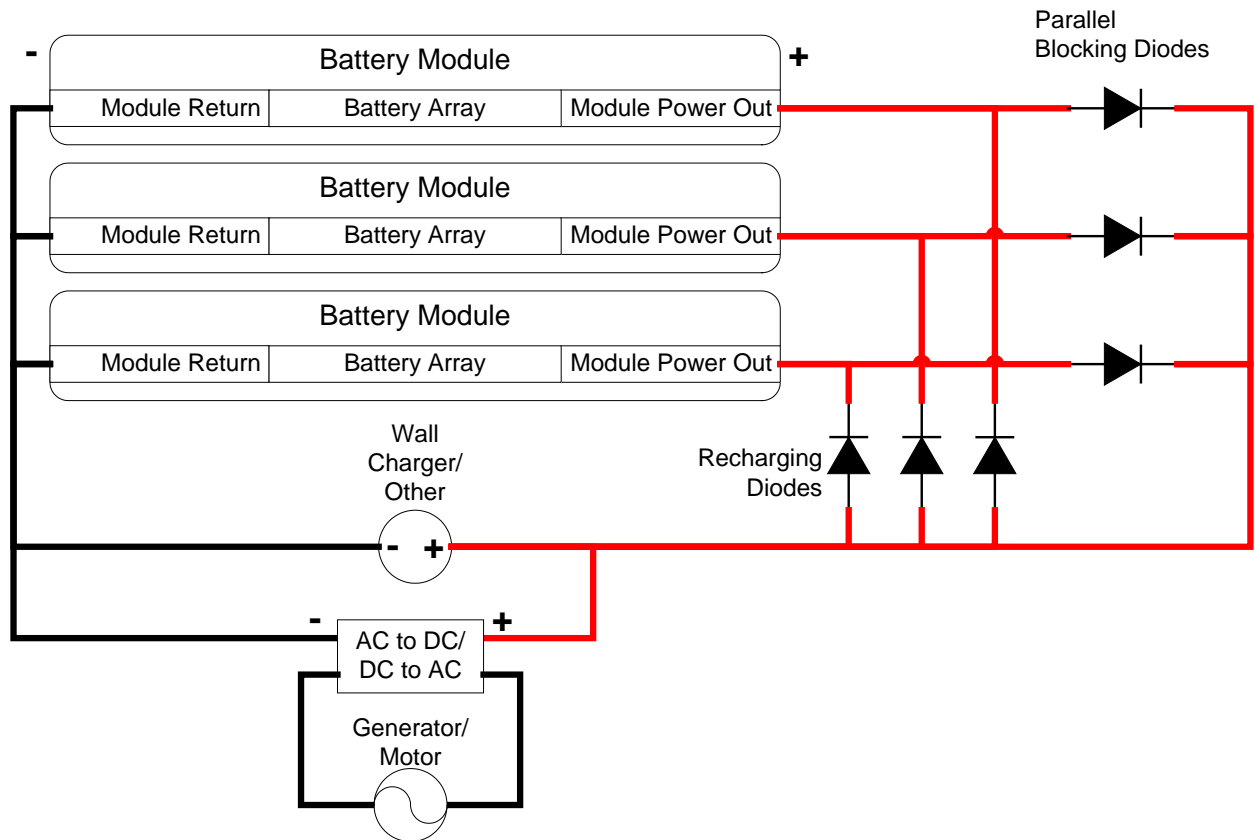 Parallel
Blocking Diodes
- Battery Module +
Module Return Battery Array Module Power Out
Battery Module
Module Return Battery Array Module Power Out
Battery Module
Module Return Battery Array Module Power Out
Wall
Charger/
Other
Recharging
Diodes
- +
- +
AC to DC/
DC to AC
Generator/
Motor